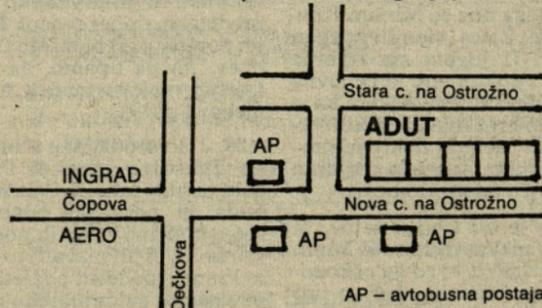 Stara c. na Ostrožno
ADUT
AP
INGRAD
Čopova
Nova c. na Ostrožno
AERO
AP
AP
Dečkova
AP – avtobusna postaja